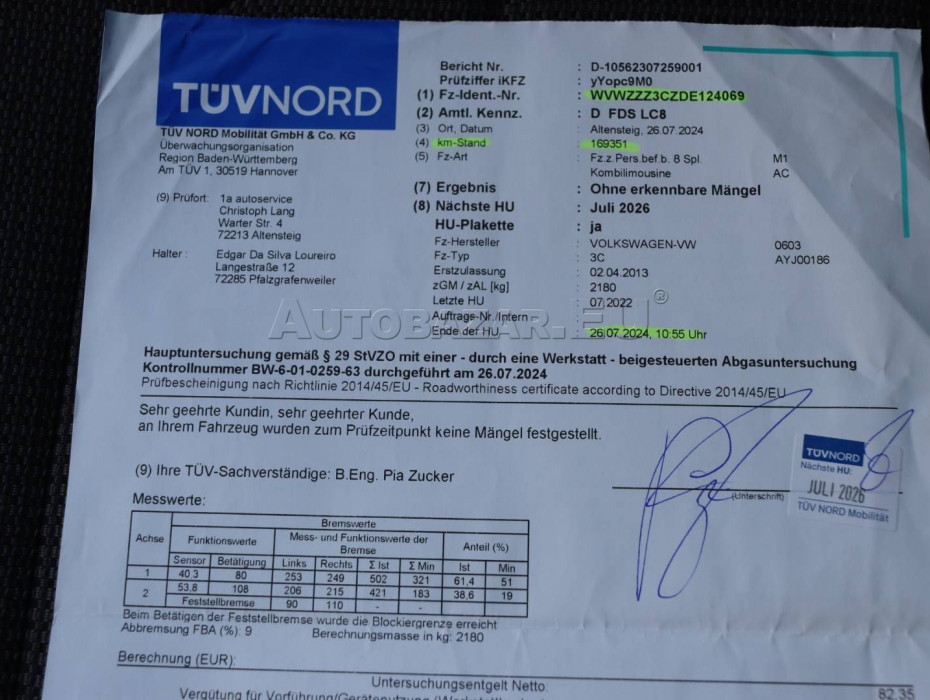 TÜVNORD
TÜV NORD Mobilität GmbH & Co. KG
Überwachungsorganisation
Region Baden-Württemberg
Am TÜV 1, 30519 Hannover
(9) Prüfort: 1a autoservice
Christoph Lang
Warter Str. 4
72213 Altensteig
Halter : Edgar Da Silva Loureiro
Langestraße 12
72285 Pfalzgrafenweiler
Bericht Nr. : D-10562307259001
Prüfziffer iKFZ : yYopc9M0
(1) Fz-Ident.-Nr. : WVWZZZ3CZDE124069
(2) Amtl. Kennz. : D FDS LC8
(3) Ort, Datum : Altensteig, 26.07.2024
(4) km-Stand : 169351
(5) Fz-Art : Fz.z.Pers.bef.b. 8 Spl. M1
Kombilimousine AC
(7) Ergebnis : Ohne erkennbare Mängel
(8) Nächste HU : Juli 2026
HU-Plakette : ja
Fz-Hersteller : VOLKSWAGEN-VW 0603
Fz-Typ : 3C AYJ00186
Erstzulassung : 02.04.2013
zGM / zAL [kg] : 2180
Letzte HU : 07.2022
Auftrags-Nr./Intern :
Ende der HU : 26.07.2024, 10:55 Uhr
AUTOBAZAR.EU®
Hauptuntersuchung gemäß § 29 StVZO mit einer - durch eine Werkstatt - beigesteuerten Abgasuntersuchung
Kontrollnummer BW-6-01-0259-63 durchgeführt am 26.07.2024
Prüfbescheinigung nach Richtlinie 2014/45/EU - Roadworthiness certificate according to Directive 2014/45/EU
Sehr geehrte Kundin, sehr geehrter Kunde,
an Ihrem Fahrzeug wurden zum Prüfzeitpunkt keine Mängel festgestellt.
(9) Ihre TÜV-Sachverständige: B.Eng. Pia Zucker
(Unterschrift)
TÜVNORD
Nächste HU:
JULI 2026
TÜV NORD Mobilität
Messwerte:
Achse Bremswerte
Funktionswerte Mess- und Funktionswerte der Bremse Anteil (%)
Sensor Betätigung Links Rechts Σ Ist Σ Min Ist Min
1 40,3 80 253 249 502 321 61,4 51
2 53,8 108 206 215 421 183 38,6 19
Feststellbremse 90 110 - -
Beim Betätigen der Feststellbremse wurde die Blockiergrenze erreicht
Abbremsung FBA (%): 9 Berechnungsmasse in kg: 2180
Berechnung (EUR):
Untersuchungsentgelt Netto:
Vergütung für Vorführung/Gerätenutzung 82,35